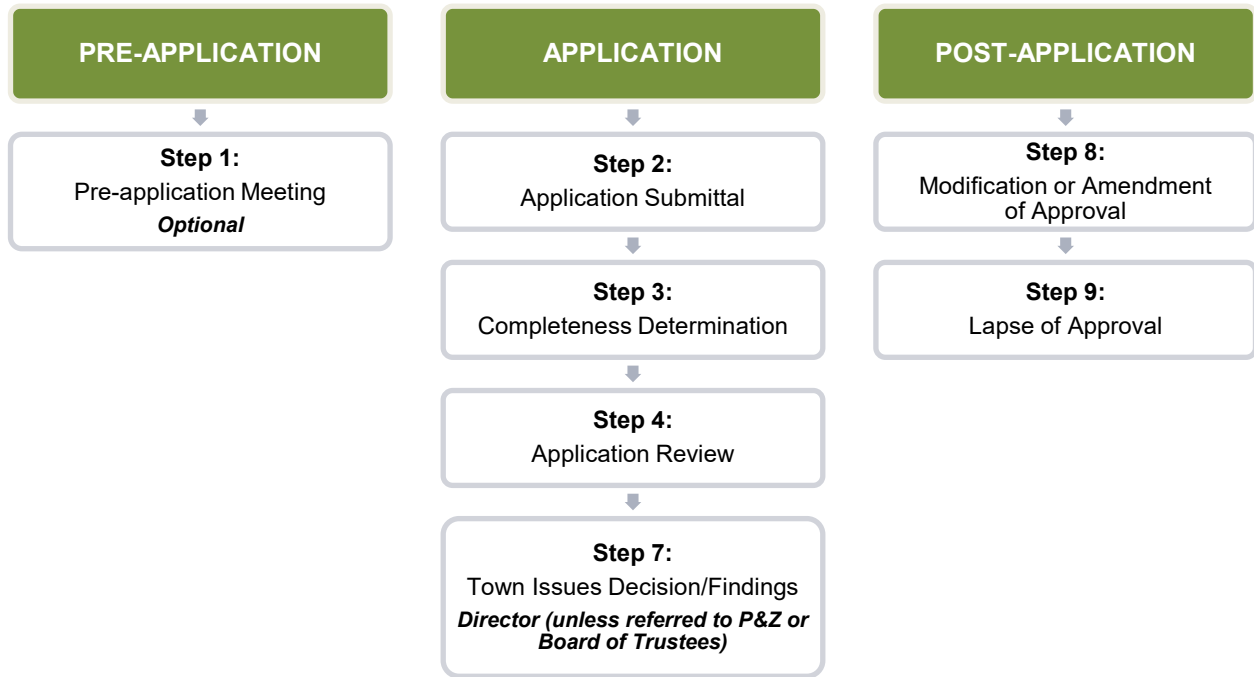 PRE-APPLICATION
Step 1:
Pre-application Meeting
Optional
APPLICATION
Step 2:
Application Submittal
Step 3:
Completeness Determination
Step 4:
Application Review
Step 7:
Town Issues Decision/Findings
Director (unless referred to P&Z or
Board of Trustees)
POST-APPLICATION
Step 8:
Modification or Amendment
of Approval
Step 9:
Lapse of Approval